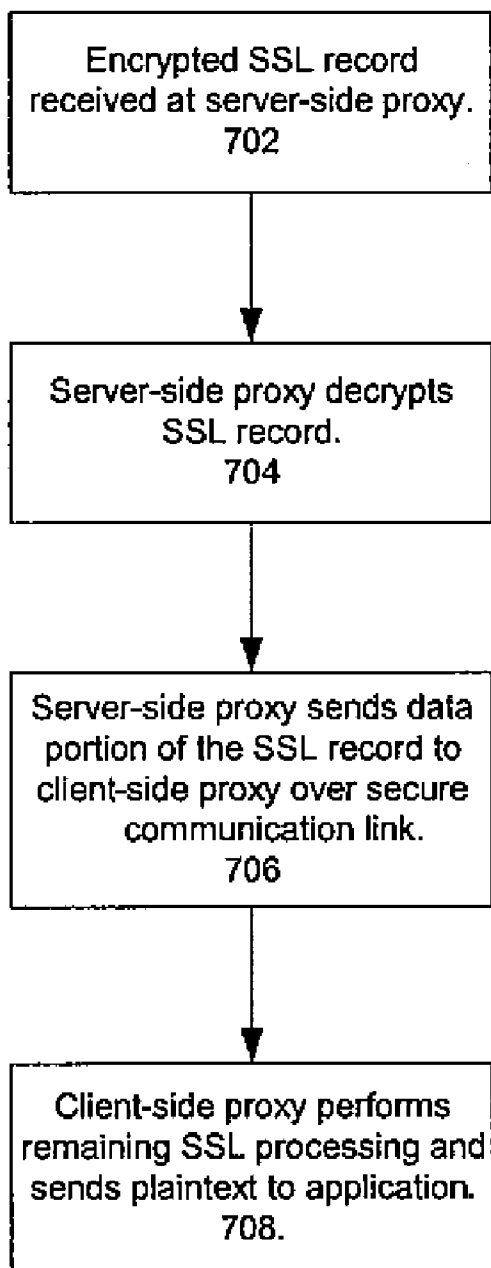 Encrypted SSL record
received at server-side proxy.
702
Server-side proxy decrypts
SSL record.
704
Server-side proxy sends data
portion of the SSL record to
client-side proxy over secure
communication link.
706
Client-side proxy performs
remaining SSL processing and
sends plaintext to application.
708.